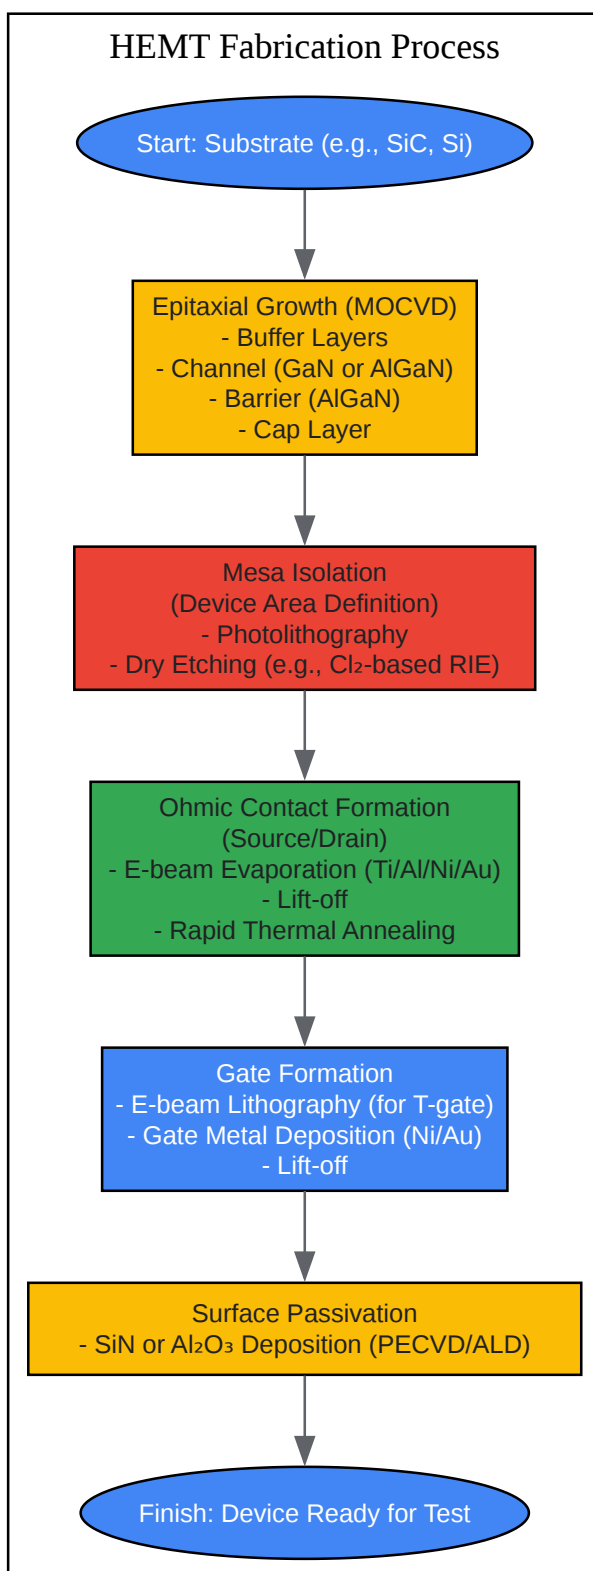 HEMT Fabrication Process
Start: Substrate (e.g., SiC, Si)
Epitaxial Growth (MOCVD)
- Buffer Layers
- Channel (GaN or AlGaN)
- Barrier (AlGaN)
- Cap Layer
Mesa Isolation
(Device Area Definition)
- Photolithography
- Dry Etching (e.g., Cl₂-based RIE)
Ohmic Contact Formation
(Source/Drain)
- E-beam Evaporation (Ti/Al/Ni/Au)
- Lift-off
- Rapid Thermal Annealing
Gate Formation
- E-beam Lithography (for T-gate)
- Gate Metal Deposition (Ni/Au)
- Lift-off
Surface Passivation
- SiN or Al₂O₃ Deposition (PECVD/ALD)
Finish: Device Ready for Test